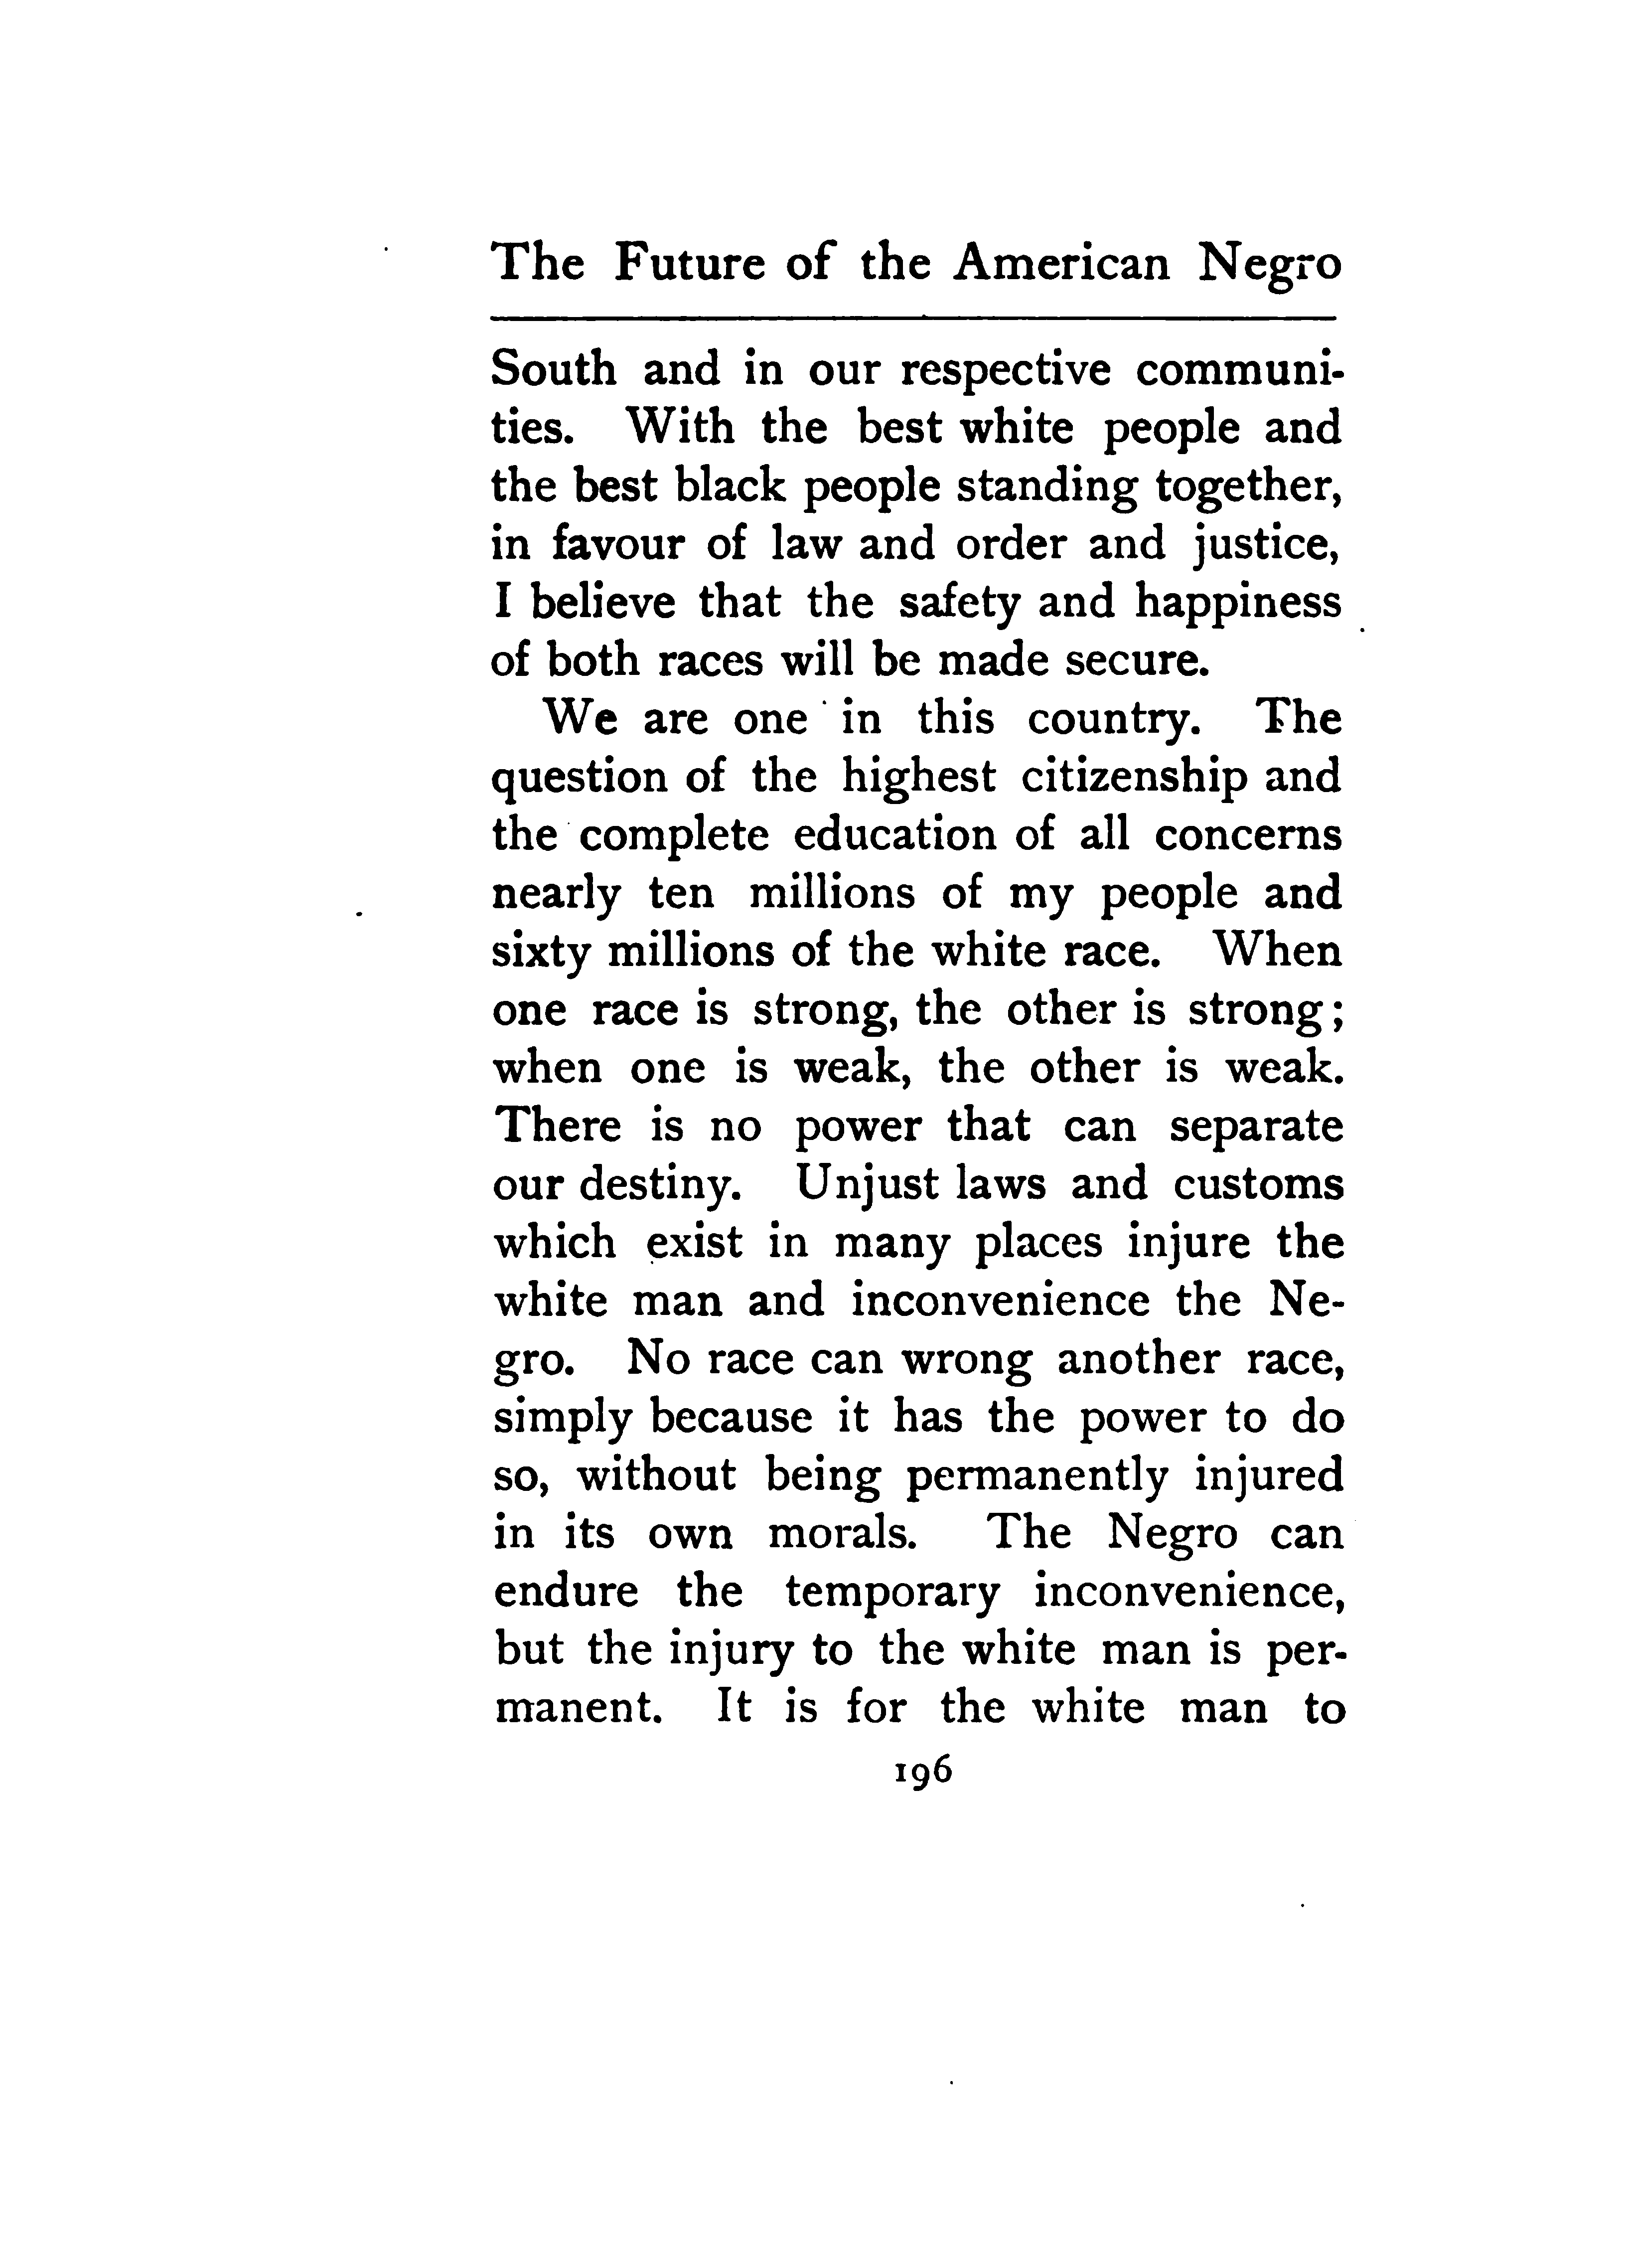 The Future of the American Negro
South and in our respective communi-
ties. With the best white people and
the best black people standing together,
in favour of law and order and justice,
I believe that the safety and happiness
of both races will be made secure.
We are one in this country. The
question of the highest citizenship and
the complete education of all concerns
nearly ten millions of my people and
sixty millions of the white race. When
one race is strong, the other is strong;
when one is weak, the other is weak.
There is no power that can separate
our destiny. Unjust laws and customs
which exist in many places injure the
white man and inconvenience the Ne-
gro. No race can wrong another race,
simply because it has the power to do
so, without being permanently injured
in its own morals. The Negro can
endure the temporary inconvenience,
but the injury to the white man is per-
manent. It is for the white man to
196